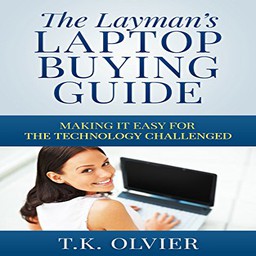 The Layman's
LAPTOP
BUYING
GUIDE
MAKING IT EASY FOR
THE TECHNOLOGY CHALLENGED
T.K. OLVIER